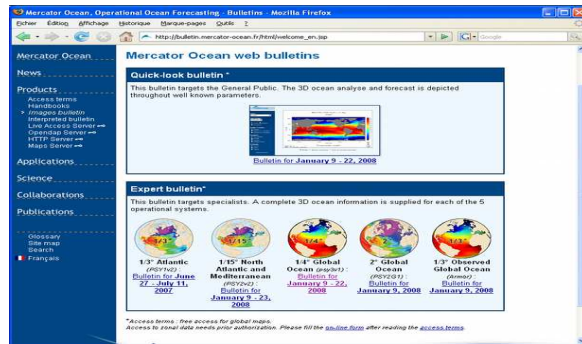 Mercator Ocean, Operational Ocean Forecasting - Bulletins - Mozilla Firefox
Fichier Édition Affichage Historique Marque-pages Outils ?
http://bulletin.mercator-ocean.fr/html/welcome_en.jsp
Google
Mercator Ocean
News
Products
Access terms
Handbooks
> Images bulletin
Interpreted bulletin
Live Access Server
Opendap Server
HTTP Server
Maps Server
Applications
Science
Collaborations
Publications
Glossary
Site map
Search
Français
Mercator Ocean web bulletins
Quick-look bulletin *
This bulletin targets the General Public. The 3D ocean analyse and forecast is depicted
throughout well known parameters.
Bulletin for January 9 - 22, 2008
Expert bulletin*
This bulletin targets specialists. A complete 3D ocean information is supplied for each of the 5
operational systems.
1/3°
1/15°
1/4°
2°
1/3°
1/3° Atlantic
(PSY1v2) :
Bulletin for June
27 - July 11,
2007
1/15° North
Atlantic and
Mediterranean
(PSY2v2) :
Bulletin for
January 9 - 23,
2008
1/4° Global
Ocean (psy3v1) :
Bulletin for
January 9 - 22,
2008
2° Global
Ocean
(PSY2G1) :
Bulletin for
January 9, 2008
1/3° Observed
Global Ocean
(Armor) :
Bulletin for
January 9, 2008
*Access terms : free access for global maps.
Access to zonal data needs prior authorization. Please fill the on-line form after reading the access terms.